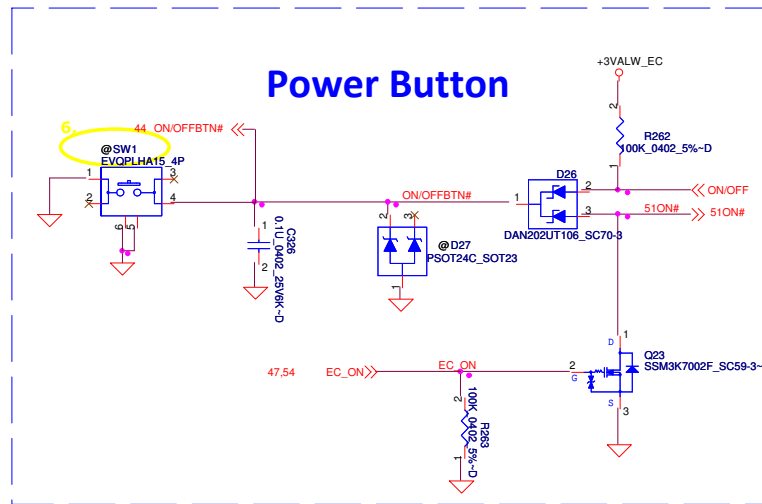 Power Button
+3VALW_EC
6,
44 ON/OFFBTN#
@SW1
EVQPLHA15_4P
1
3
2
4
6
5
ON/OFFBTN#
1
2
C326
0.1U_0402_25V6K~D
2
3
1
@D27
PSOT24C_SOT23
D26
1
2
3
DAN202UT106_SC70-3
2
1
R262
100K_0402_5%~D
ON/OFF
51ON#
51ON#
47,54
EC_ON
EC_ON
2
1
R263
100K_0402_5%~D
D
1
2
G
S
3
Q23
SSM3K7002F_SC59-3~